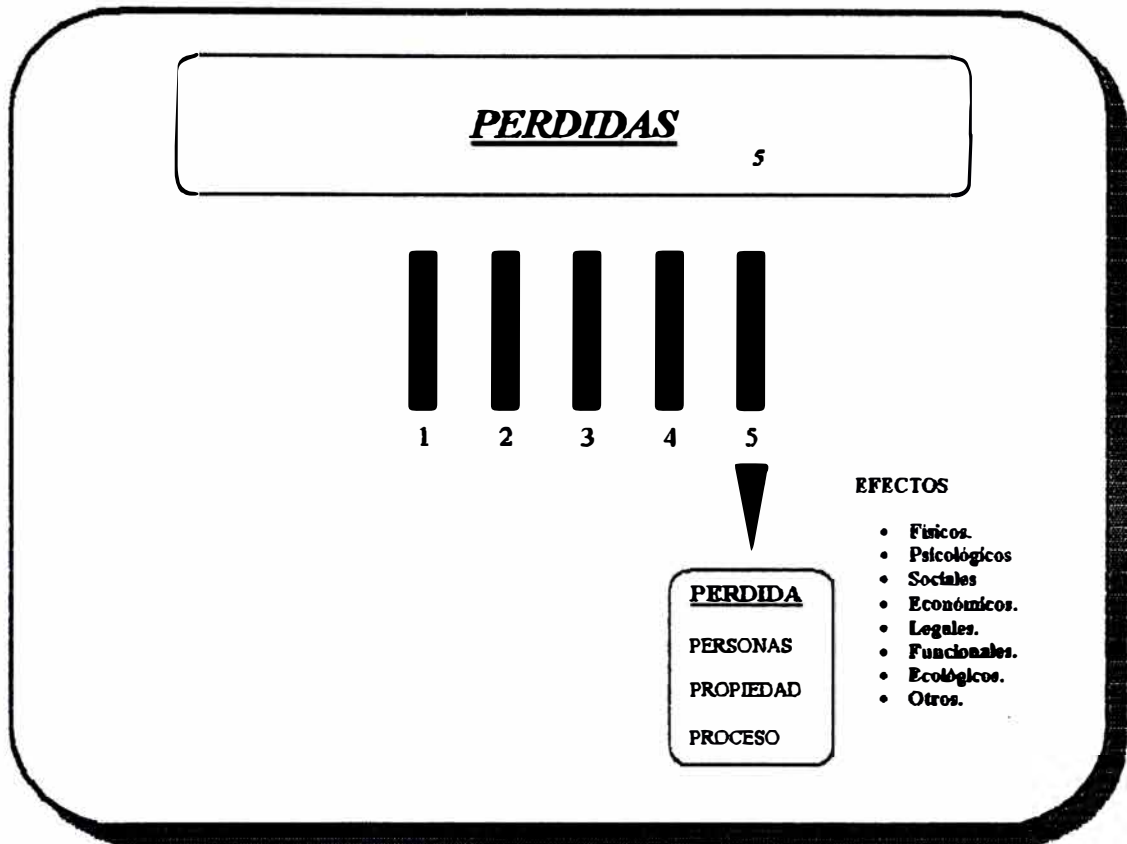 PERDIDAS
5
1 2 3 4 5
EFECTOS
• Físicos.
• Psicológicos
• Sociales
• Económicos.
• Legales.
• Funcionales.
• Ecológicos.
• Otros.
PERDIDA
PERSONAS
PROPIEDAD
PROCESO